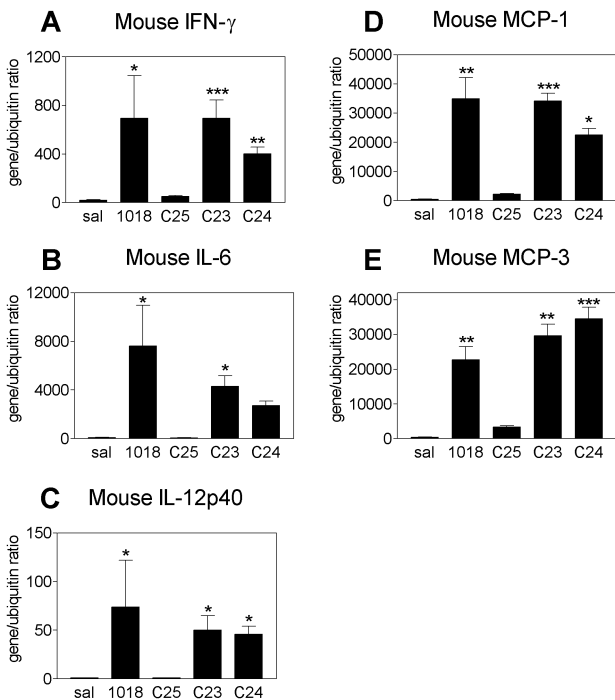 A Mouse IFN-γ
gene/ubiquitin ratio
1200
800
400
0
* *** **
sal 1018 C25 C23 C24
B Mouse IL-6
gene/ubiquitin ratio
12000
8000
4000
0
* *
sal 1018 C25 C23 C24
C Mouse IL-12p40
gene/ubiquitin ratio
150
100
50
0
* * *
sal 1018 C25 C23 C24
D Mouse MCP-1
gene/ubiquitin ratio
50000
40000
30000
20000
10000
0
** *** *
sal 1018 C25 C23 C24
E Mouse MCP-3
gene/ubiquitin ratio
40000
30000
20000
10000
0
** ** ***
sal 1018 C25 C23 C24